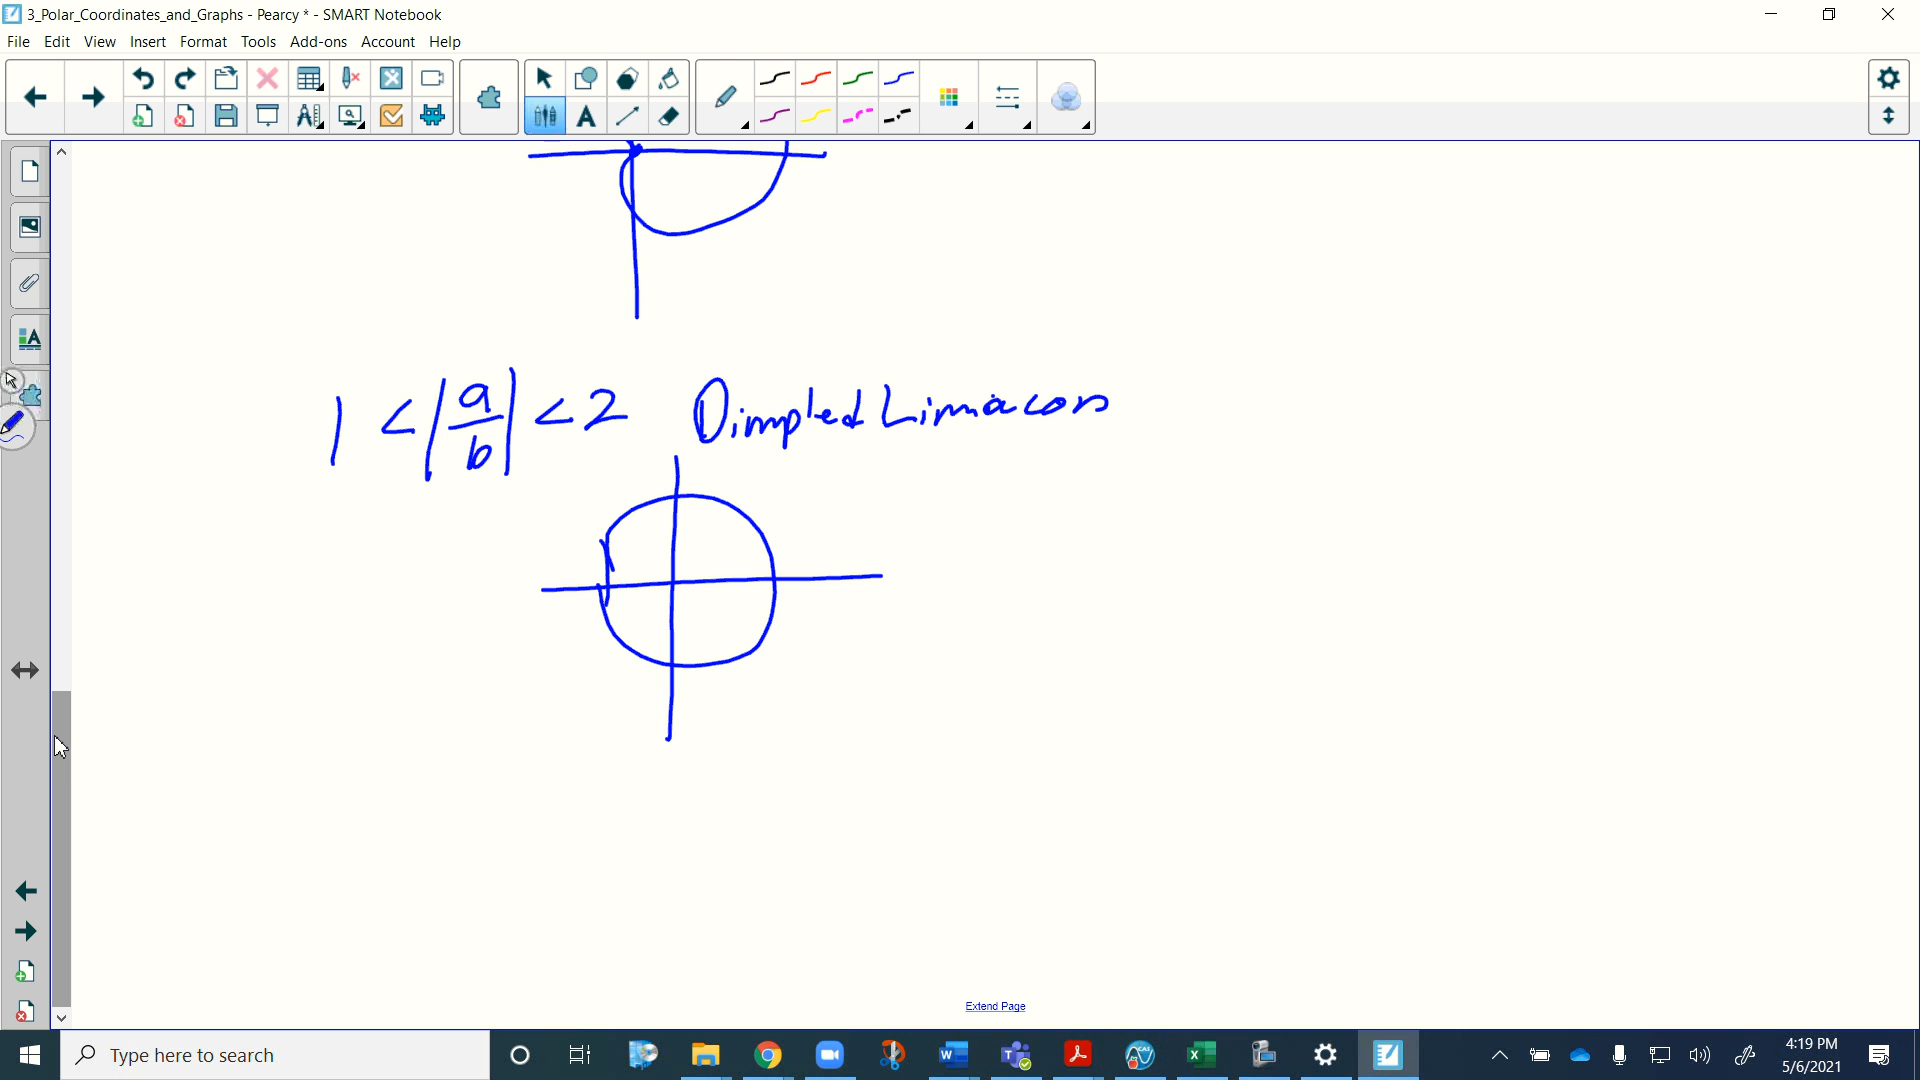 3_Polar_Coordinates_and_Graphs - Pearcy * - SMART Notebook
File Edit View Insert Format Tools Add-ons Account Help
1 < |a/b| < 2 Dimpled Limacons
Extend Page
Type here to search
4:19 PM
5/6/2021